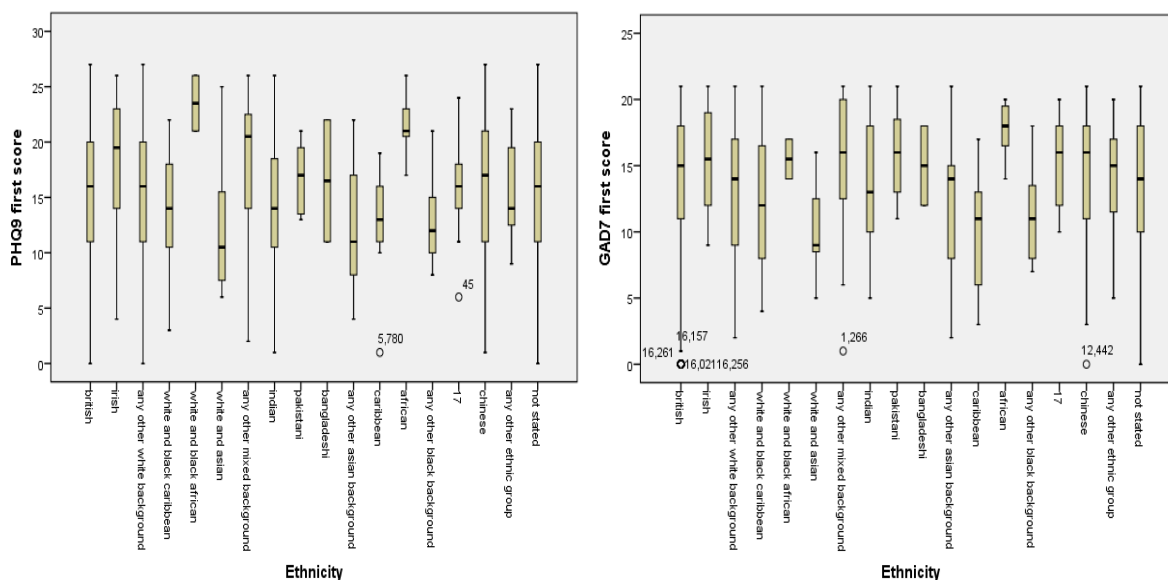 30
25
20
15
10
5
0
PHQ9 first score
45
5,780
british
irish
any other white background
white and black caribbean
white and black african
white and asian
any other mixed background
indian
pakistani
bangladeshi
any other asian background
caribbean
african
any other black background
17
chinese
any other ethnic group
not stated
Ethnicity
25
20
15
10
5
0
GAD7 first score
16,157
16,261
16,02116,256
1,266
12,442
british
irish
any other white background
white and black caribbean
white and black african
white and asian
any other mixed background
indian
pakistani
bangladeshi
any other asian background
caribbean
african
any other black background
17
chinese
any other ethnic group
not stated
Ethnicity